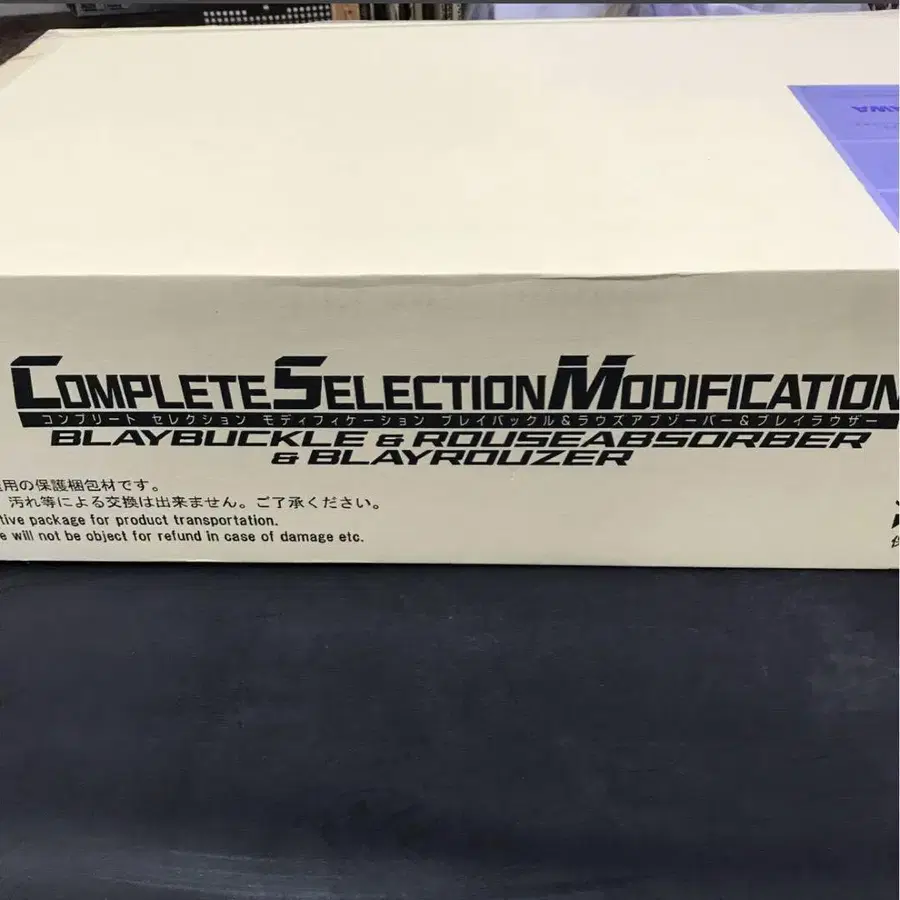 COMPLETE SELECTION MODIFICATION
コンプリート セレクション モディフィケーション ブレイバックル&ラウズアブゾーバー&ブレイラウザー
BLAYBUCKLE & ROUSEABSORBER
& BLAYROUZER
用の保護梱包材です。
汚れ等による交換は出来ません。ご了承ください。
tive package for product transportation.
e will not be object for refund in case of damage etc.